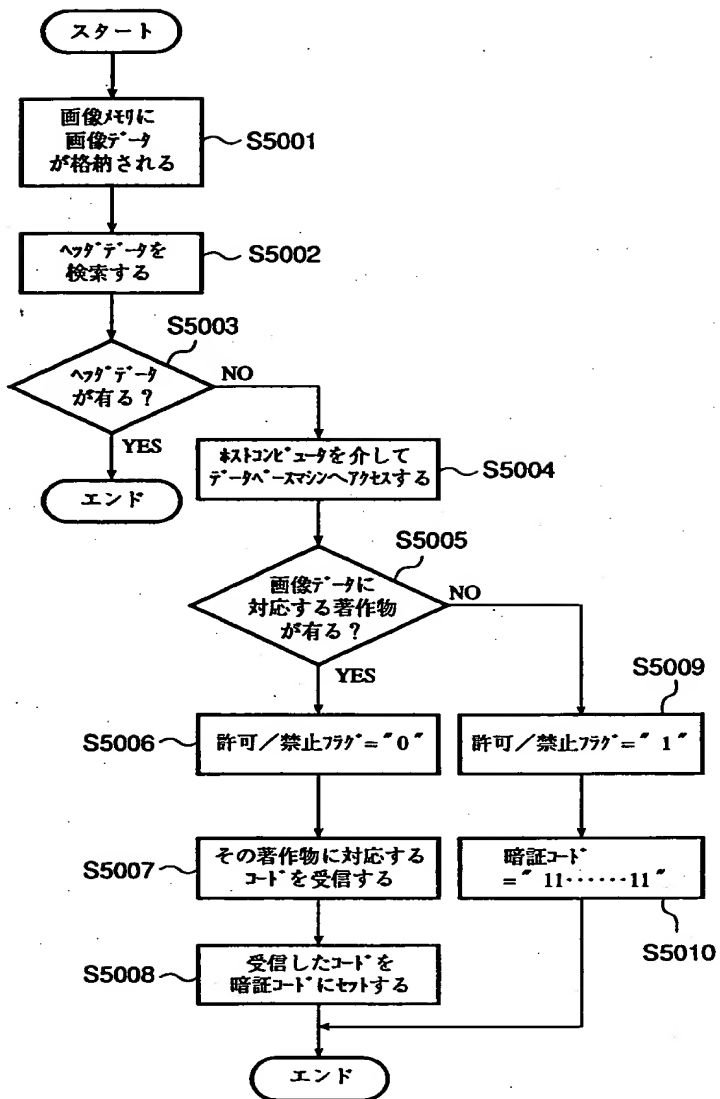 スタート
画像メモリに
画像データ
が格納される
S5001
ヘッダデータを
検索する
S5002
S5003
ヘッダデータ
が有る?
NO
YES
エンド
ホストコンピュータを介して
データベースマシンへアクセスする
S5004
S5005
画像データに
対応する著作物
が有る?
NO
YES
S5006
許可/禁止フラグ="0"
S5009
許可/禁止フラグ="1"
S5007
その著作物に対応する
コードを受信する
暗証コード
="11……11"
S5010
S5008
受信したコードを
暗証コードにセットする
エンド